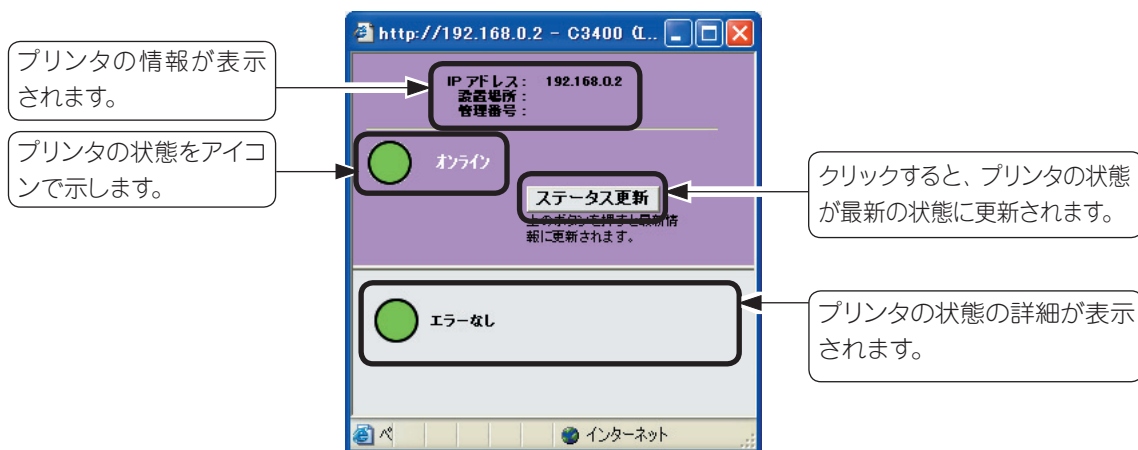 http://192.168.0.2 - C3400 (I...
プリンタの情報が表示
されます。
IP アドレス： 192.168.0.2
設置場所：
管理番号：
プリンタの状態をアイコ
ンで示します。
オンライン
ステータス更新
上のボタンを押すと最新情
報に更新されます。
クリックすると、プリンタの状態
が最新の状態に更新されます。
エラーなし
プリンタの状態の詳細が表示
されます。
ペ
インターネット